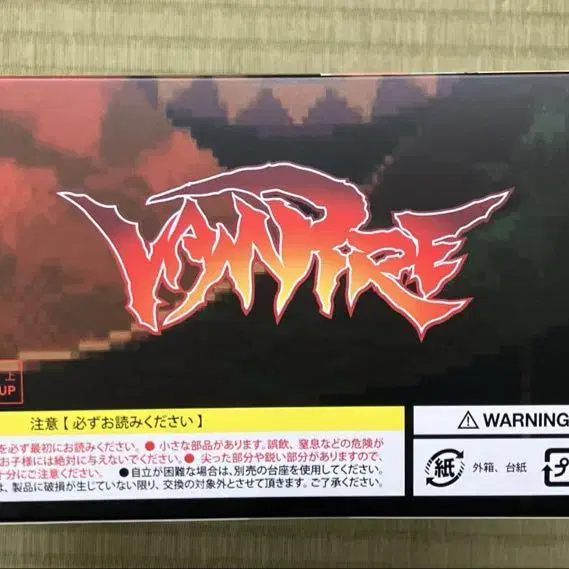 VAMPIRE
上
UP
注意【 必ずお読みください 】
⚠ WARNING
を必ず最初にお読みください。● 小さな部品があります。誤飲、窒息などの危険が
お子様には絶対に与えないでください。● 尖った部分や鋭い部分がありますので、
十分にご注意ください。 ●自立が困難な場合は、別売の台座を使用してください。
は、製品に破損が生じていない限り、交換の対象外とさせて頂きます。ご了承ください。
紙 外箱、台紙
プ